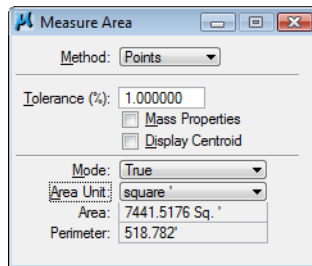 Measure Area
Method: Points
Tolerance (%): 1.000000
Mass Properties
Display Centroid
Mode: True
Area Unit: square '
Area: 7441.5176 Sq. '
Perimeter: 518.782'